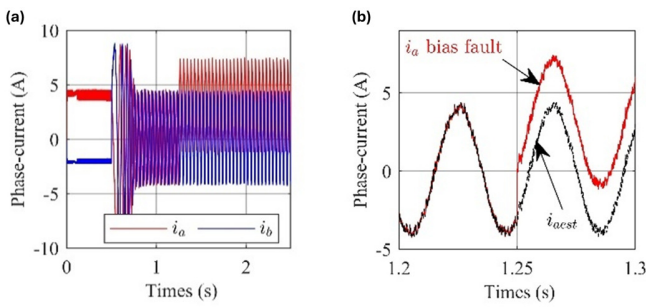 (a)
Phase-current (A)
10
5
0
-5
-10
i_a
i_b
0
1
2
Times (s)
(b)
Phase-current (A)
5
0
-5
i_a bias fault
i_aest
1.2
1.25
1.3
Times (s)